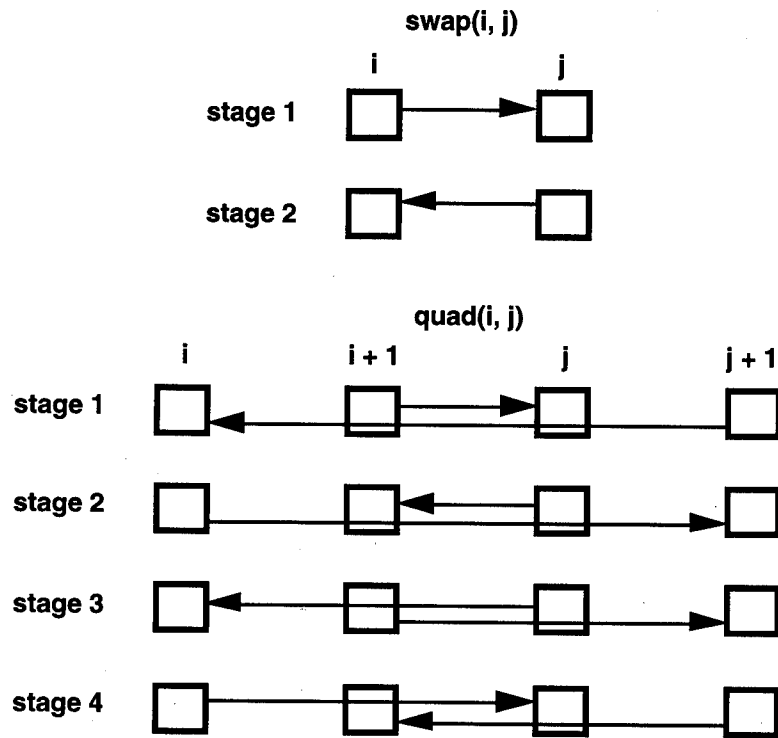 swap(i, j)
i j
stage 1
stage 2
quad(i, j)
i i + 1 j j + 1
stage 1
stage 2
stage 3
stage 4